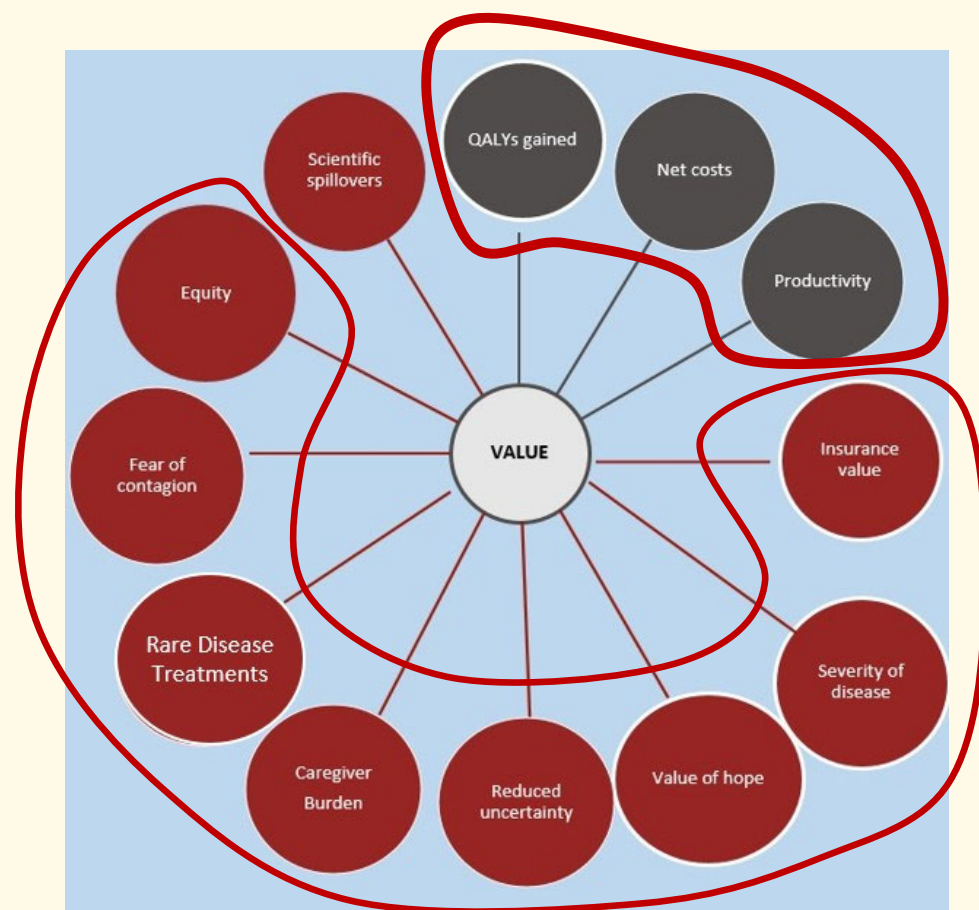 QALYs gained
Net costs
Productivity
Insurance
value
Severity of
disease
Value of hope
Reduced
uncertainty
Caregiver
Burden
Rare Disease
Treatments
Fear of
contagion
Equity
Scientific
spillovers
VALUE